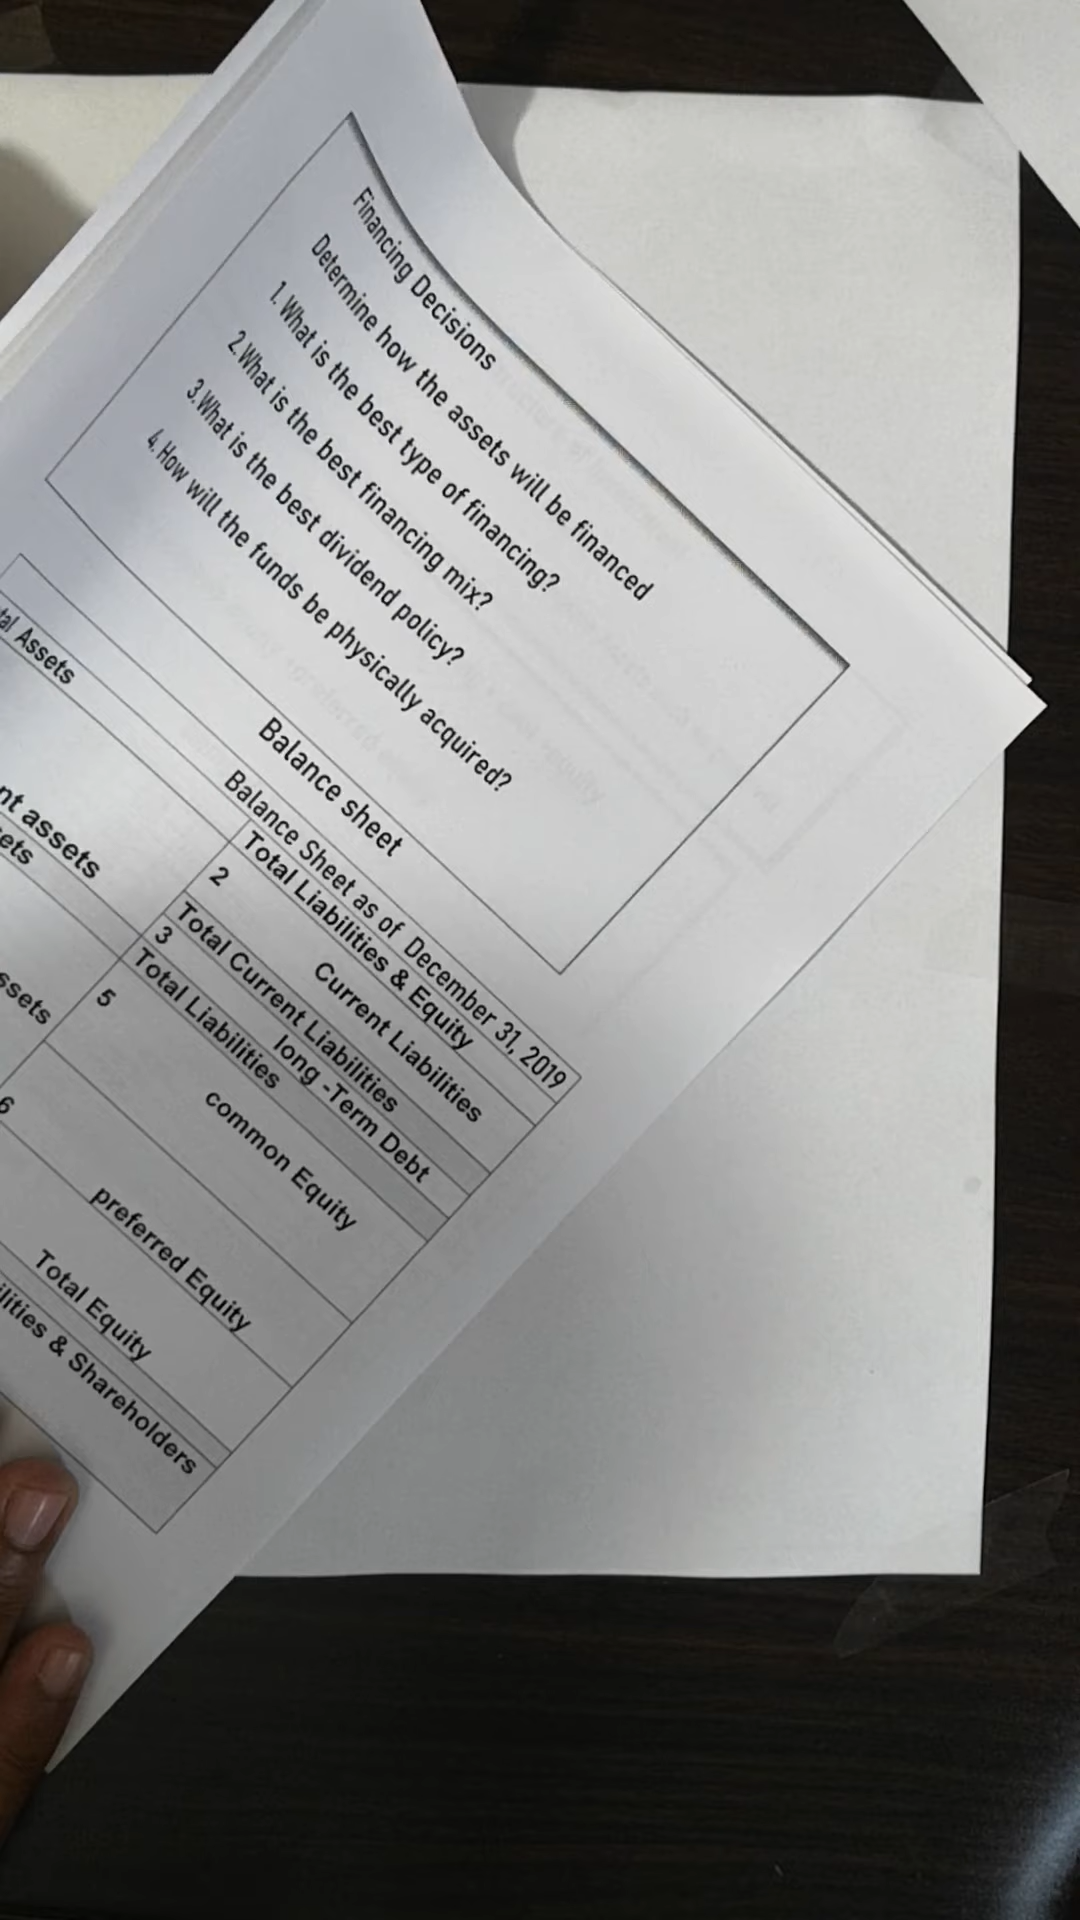 Financing Decisions
Determine how the assets will be financed
1. What is the best type of financing?
2.What is the best financing mix?
3.What is the best dividend policy?
4. How will the funds be physically acquired?
Balance sheet
Balance Sheet as of December 31, 2019
tal Assets
Total Liabilities & Equity
2
Current Liabilities
nt assets
Total Current Liabilities
ets
3
long -Term Debt
Total Liabilities
5
common Equity
ssets
6
preferred Equity
Total Equity
ilities & Shareholders